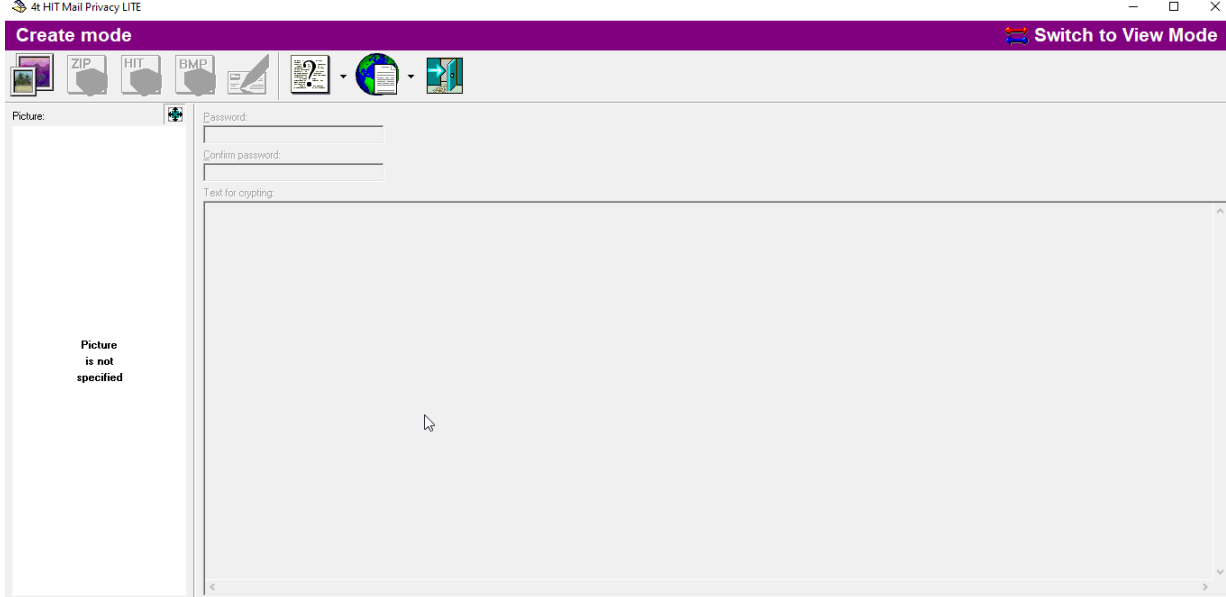 4t HIT Mail Privacy LITE
Create mode
Switch to View Mode
ZIP
HIT
BMP
?
Picture:
Password:
Confirm password:
Text for crypting:
Picture
is not
specified